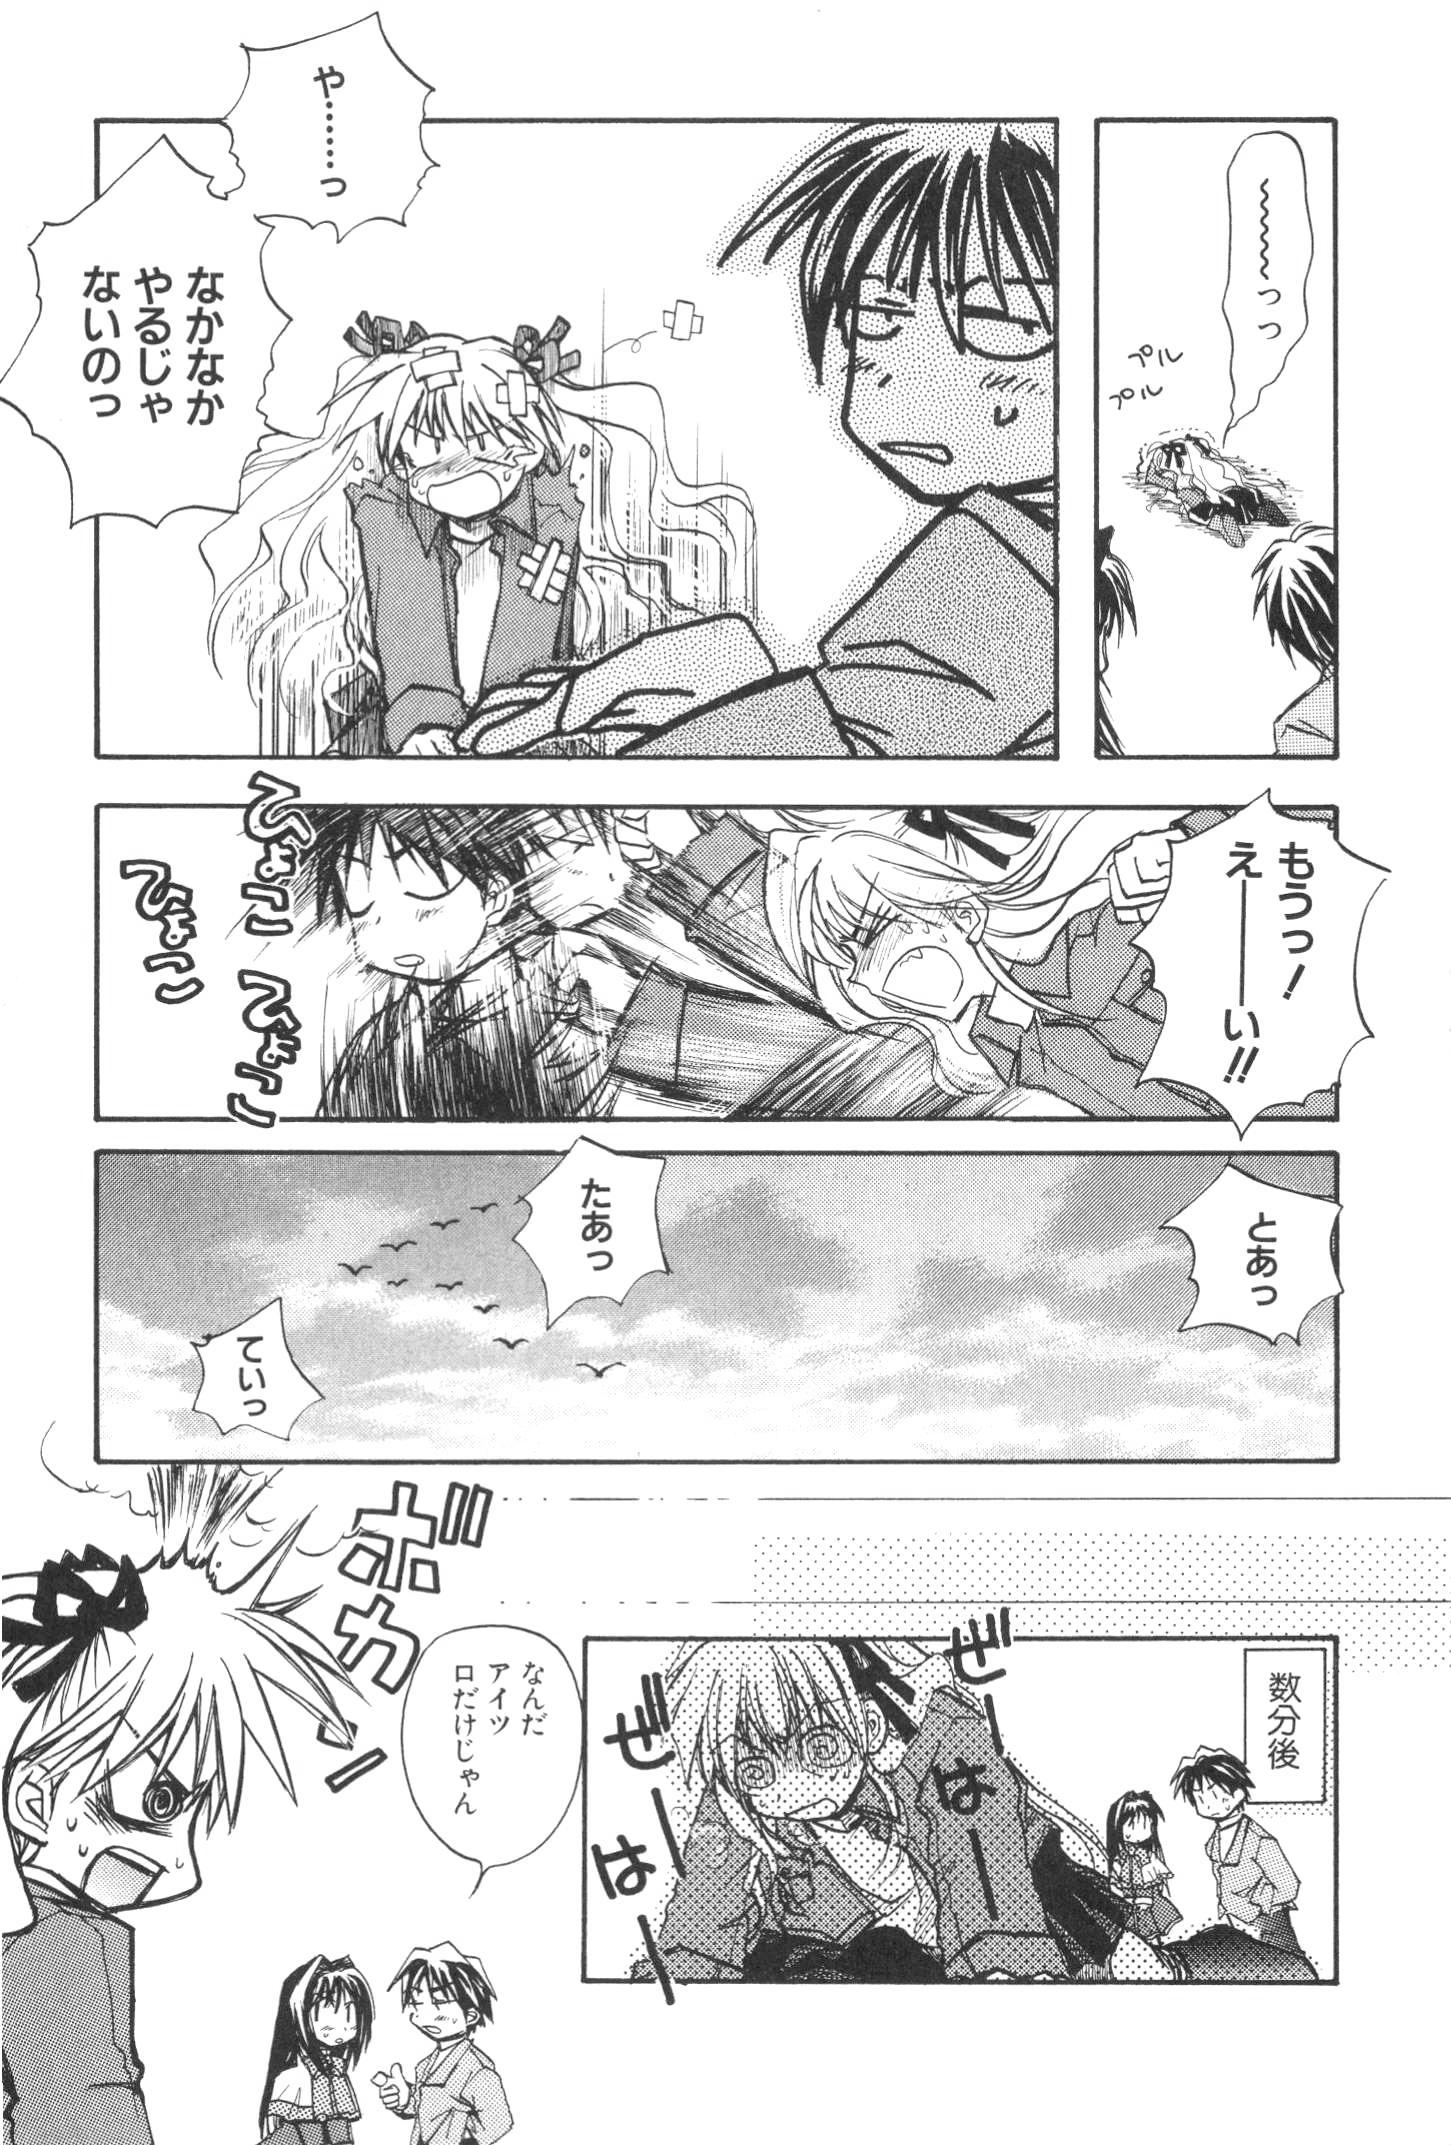 ～～～～っっ
プル
プル
や……っ
なかなか
やるじゃ
ないのっ
もうっ！
えーーい!!
ひょこ
ひょこ
ひょこ
とあっ
たあっ
ていっ
数分後
ぜーはー
ぜーはー
なんだ
アイツ
口だけじゃん
ボカン